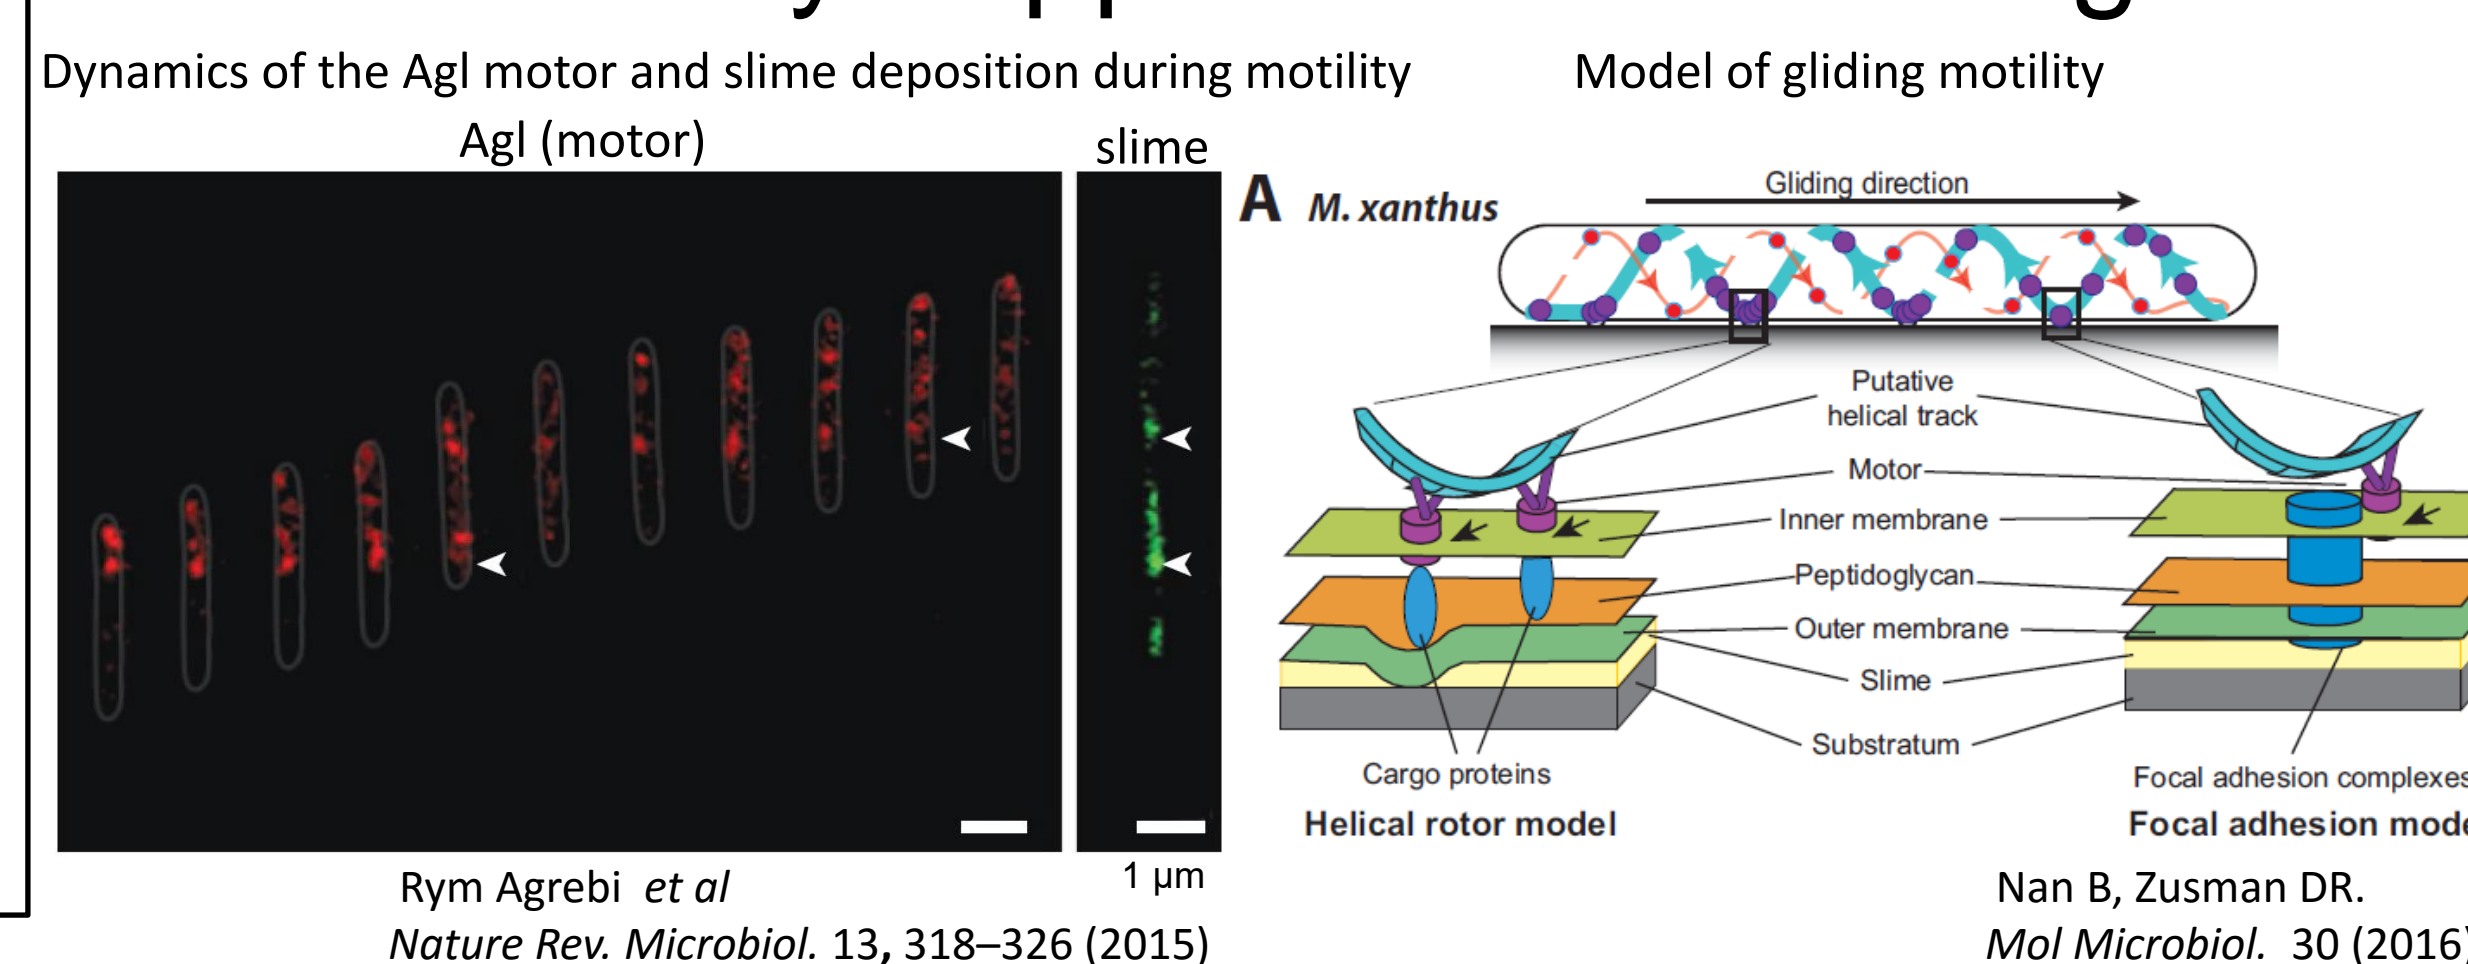 Dynamics of the Agl motor and slime deposition during motility
Agl (motor)
slime
1 µm
Rym Agrebi et al
Nature Rev. Microbiol. 13, 318–326 (2015)
Model of gliding motility
A M. xanthus
Gliding direction
Putative
helical track
Motor
Inner membrane
Peptidoglycan
Outer membrane
Slime
Substratum
Cargo proteins
Helical rotor model
Focal adhesion complexes
Focal adhesion mode
Nan B, Zusman DR.
Mol Microbiol. 30 (2016)